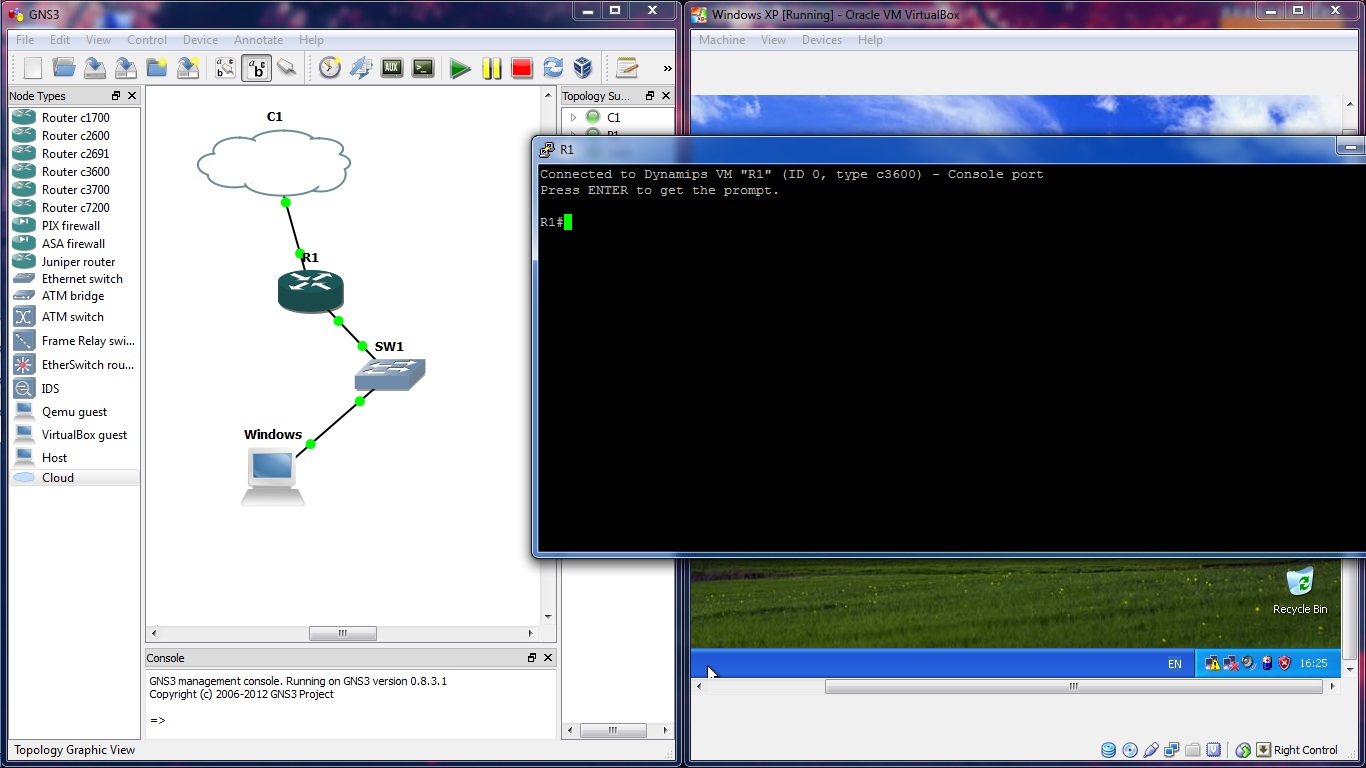 GNS3
File Edit View Control Device Annotate Help
»
Node Types
Router c1700
Router c2600
Router c2691
Router c3600
Router c3700
Router c7200
PIX firewall
ASA firewall
Juniper router
Ethernet switch
ATM bridge
ATM switch
Frame Relay swi...
EtherSwitch rou...
IDS
Qemu guest
VirtualBox guest
Host
Cloud
C1
R1
SW1
Windows
Topology Su...
C1
Console
GNS3 management console. Running on GNS3 version 0.8.3.1
Copyright (c) 2006-2012 GNS3 Project
=>
Topology Graphic View
Windows XP [Running] - Oracle VM VirtualBox
Machine View Devices Help
R1
Connected to Dynamips VM "R1" (ID 0, type c3600) - Console port
Press ENTER to get the prompt.
R1#
Recycle Bin
EN 16:25
Right Control